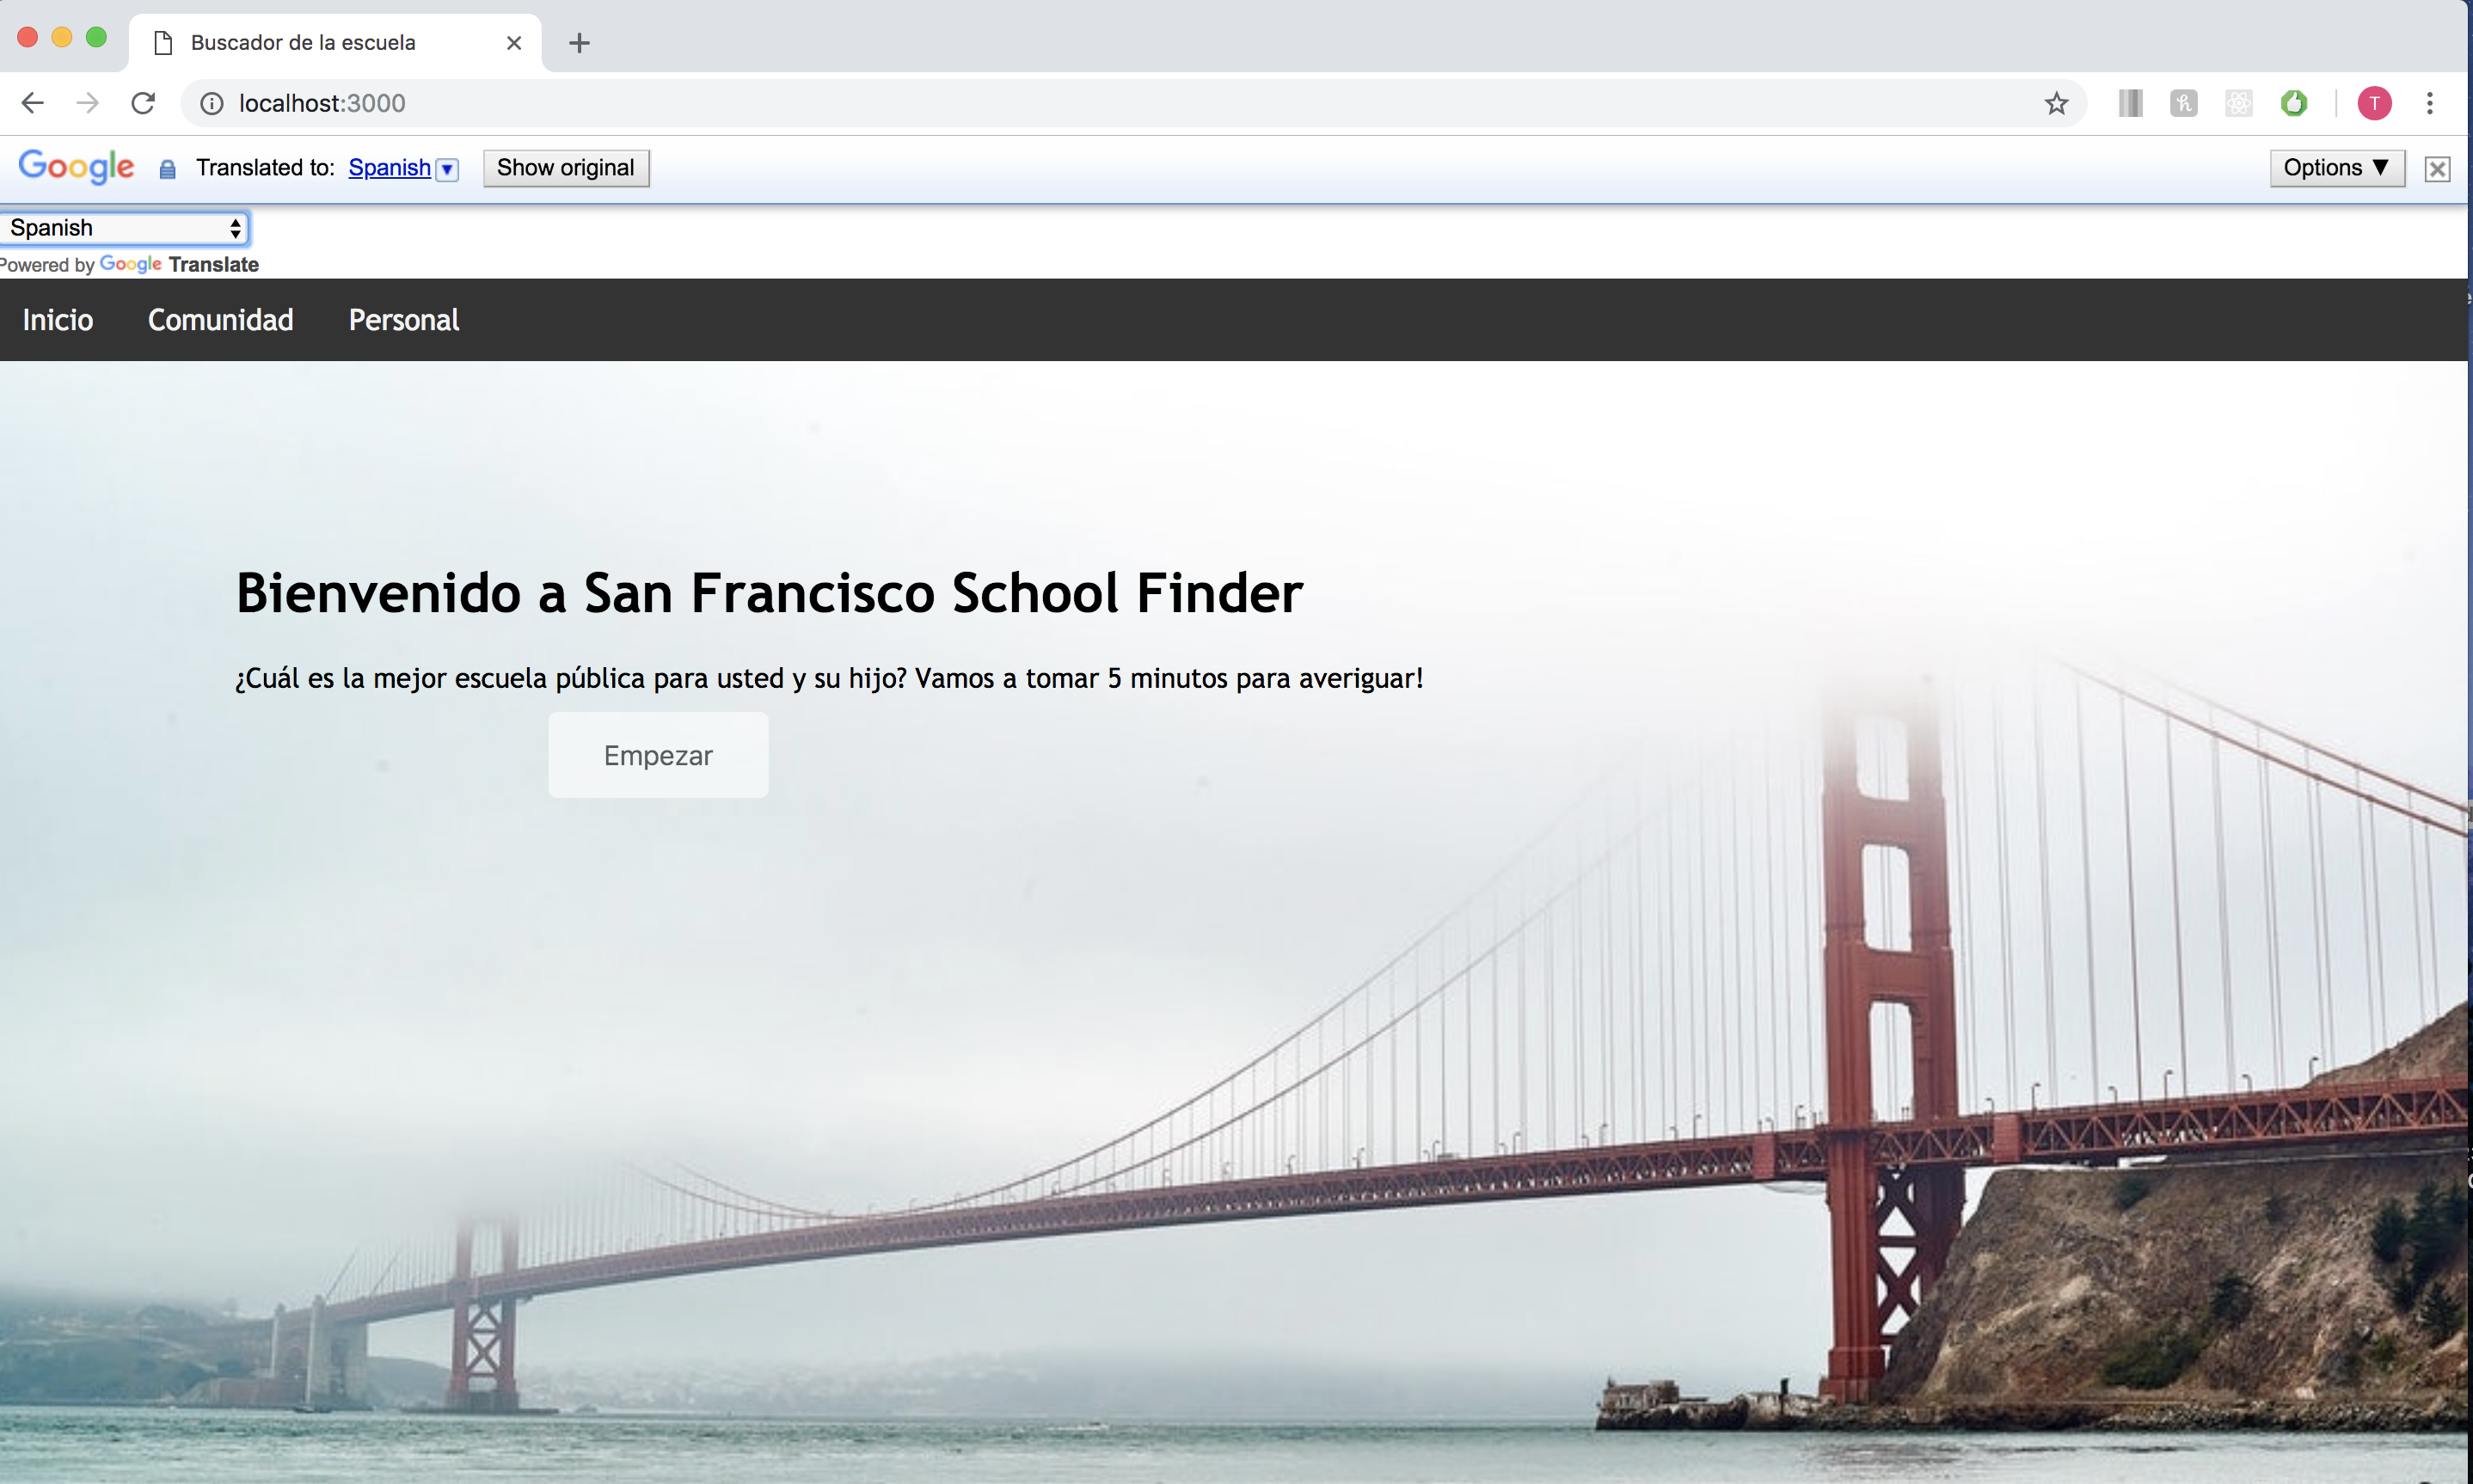 Buscador de la escuela
localhost:3000
T
Google Translated to: Spanish Show original Options ▼
Spanish
Powered by Google Translate
Inicio Comunidad Personal
Bienvenido a San Francisco School Finder
¿Cuál es la mejor escuela pública para usted y su hijo? Vamos a tomar 5 minutos para averiguar!
Empezar